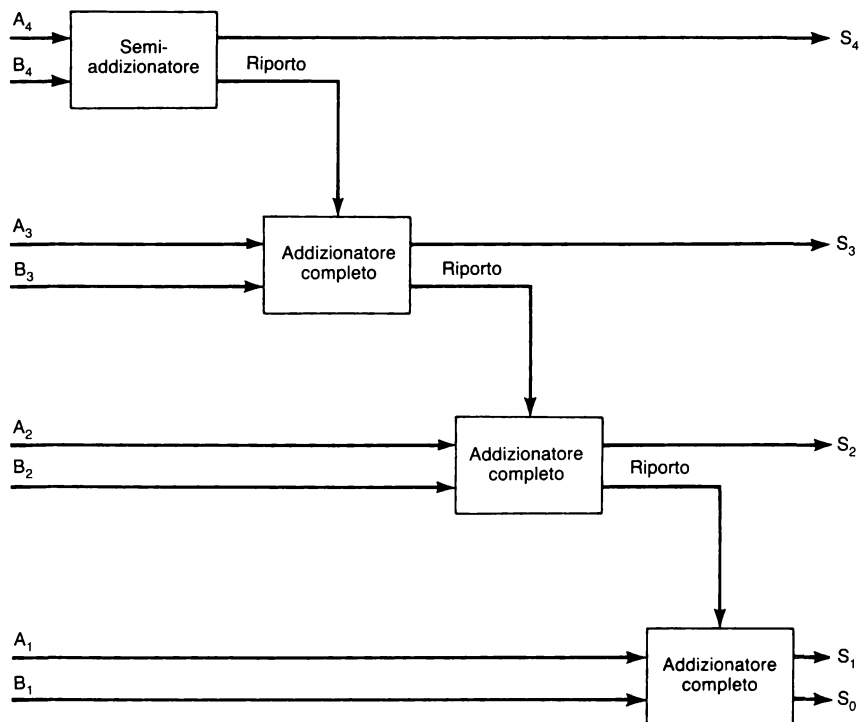 A₄
Semi-
addizionatore
S₄
B₄
Riporto
A₃
Addizionatore
completo
S₃
B₃
Riporto
A₂
Addizionatore
completo
S₂
B₂
Riporto
A₁
Addizionatore
completo
S₁
B₁
S₀